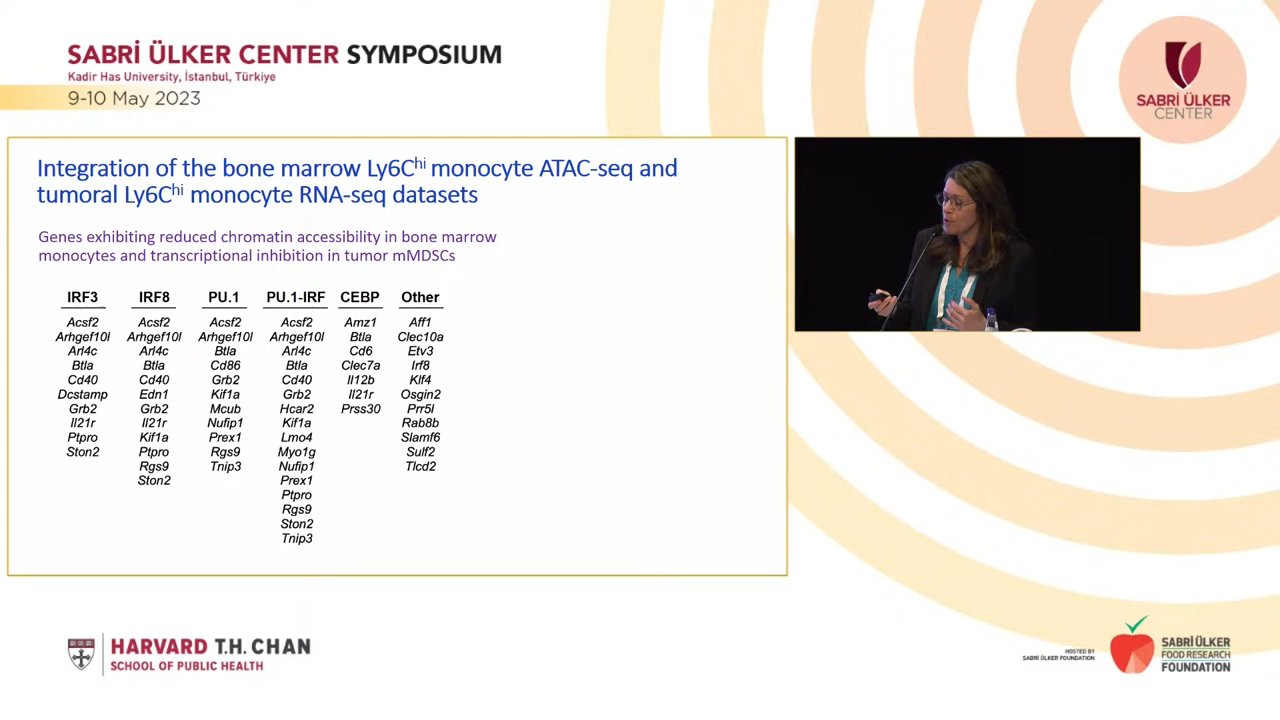 SABRİ ÜLKER CENTER SYMPOSIUM
Kadir Has University, İstanbul, Türkiye
9-10 May 2023
SABRİ ÜLKER
CENTER
Integration of the bone marrow Ly6Chi monocyte ATAC-seq and
tumoral Ly6Chi monocyte RNA-seq datasets
Genes exhibiting reduced chromatin accessibility in bone marrow
monocytes and transcriptional inhibition in tumor mMDSCs
IRF3
Acsf2
Arhgef10l
Arl4c
Btla
Cd40
Dcstamp
Grb2
Il21r
Ptpro
Ston2
IRF8
Acsf2
Arhgef10l
Arl4c
Btla
Cd40
Edn1
Grb2
Il21r
Kif1a
Ptpro
Rgs9
Ston2
PU.1
Acsf2
Arhgef10l
Btla
Cd86
Grb2
Kif1a
Mcub
Nufip1
Prex1
Rgs9
Tnip3
PU.1-IRF
Acsf2
Arhgef10l
Arl4c
Btla
Cd40
Grb2
Hcar2
Kif1a
Lmo4
Myo1g
Nufip1
Prex1
Ptpro
Rgs9
Ston2
Tnip3
CEBP
Amz1
Btla
Cd6
Clec7a
Il12b
Il21r
Prss30
Other
Aff1
Clec10a
Etv3
Irf8
Klf4
Osgin2
Prr5l
Rab8b
Slamf6
Sulf2
Tlcd2
HARVARD T.H. CHAN
SCHOOL OF PUBLIC HEALTH
HOSTED BY
SABRİ ÜLKER FOUNDATION
SABRİ ÜLKER
FOOD RESEARCH
FOUNDATION